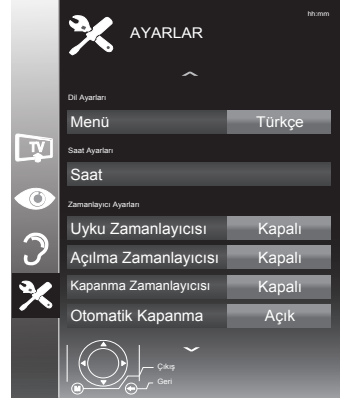 hh:mm
AYARLAR
Dil Ayarları
Menü Türkçe
Saat Ayarları
Saat
Zamanlayıcı Ayarları
Uyku Zamanlayıcısı Kapalı
Açılma Zamanlayıcısı Kapalı
Kapanma Zamanlayıcısı Kapalı
Otomatik Kapanma Açık
Çıkış
Geri
TV
M